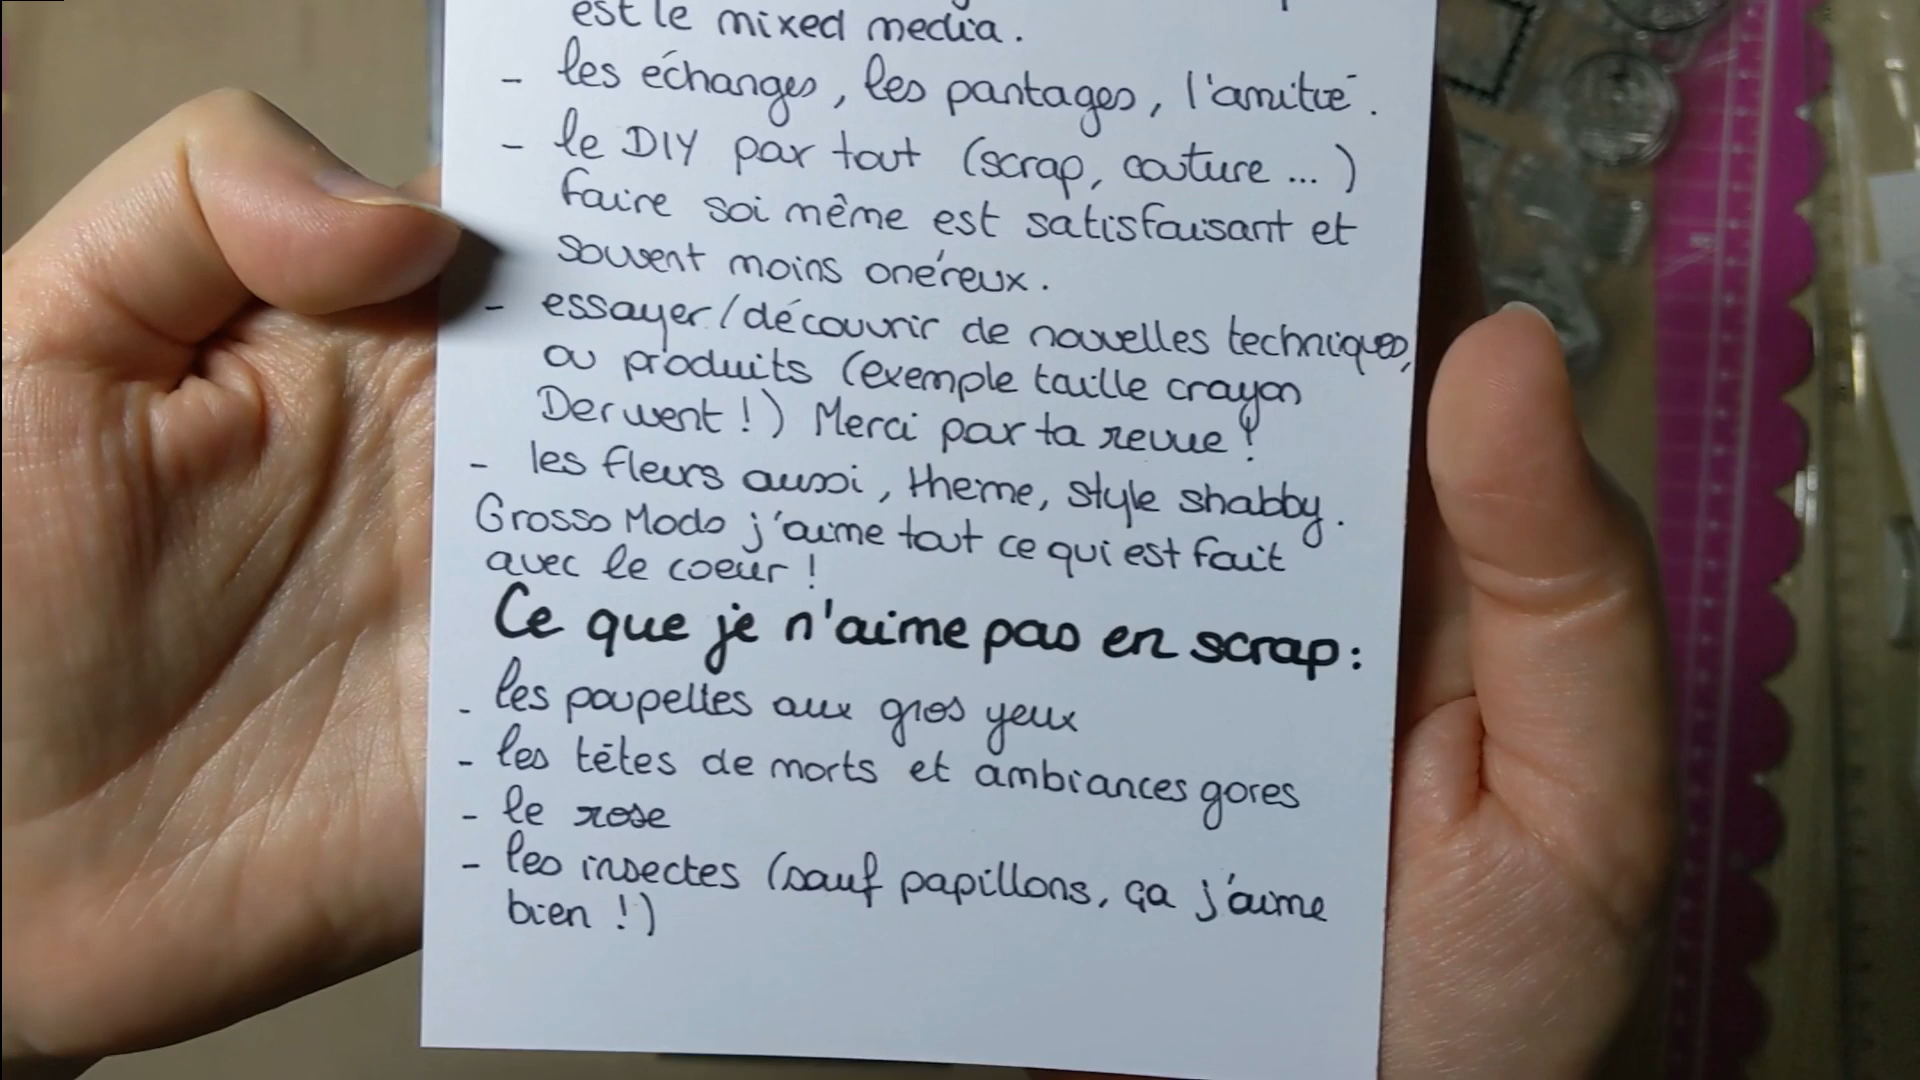 est le mixed media.
- les échanges, les partages, l'amitié.
- le DIY par tout (scrap, couture ... )
faire soi même est satisfaisant et
souvent moins onéreux.
- essayer/découvrir de nouvelles techniques,
ou produits (exemple taille crayon
Derwent !) Merci par ta revue !
- les fleurs aussi, thème, style shabby.
Grosso Modo j'aime tout ce qui est fait
avec le coeur !
Ce que je n'aime pas en scrap :
- les poupettes aux gros yeux
- les têtes de morts et ambiances gores
- le rose
- les insectes (sauf papillons, ça j'aime
bien !)